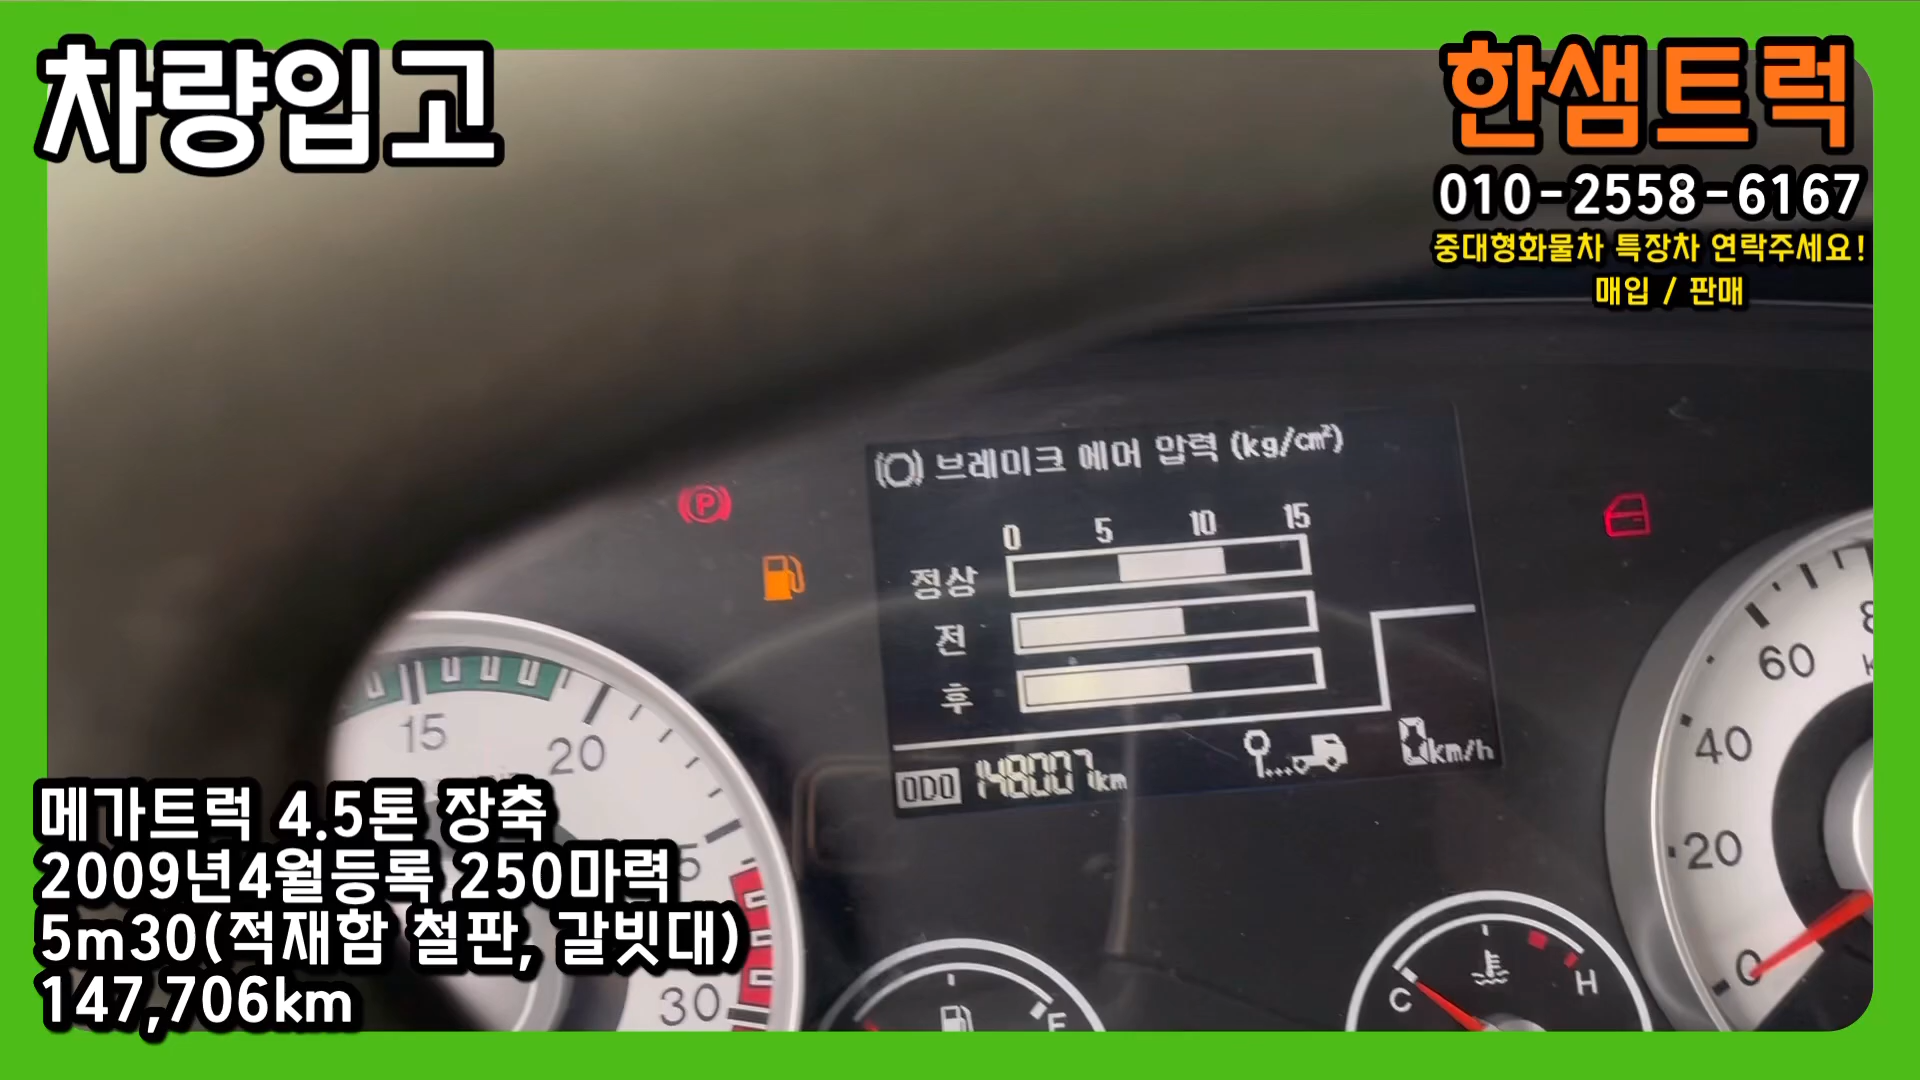 차량입고
한샘트럭
010-2558-6167
중대형화물차 특장차 연락주세요!
매입 / 판매
브레이크 에어 압력 (kg/cm²)
0 5 10 15
정상
전
후
ODO 148007km
0km/h
P
15
20
30
8
60
40
20
0
F
C
H
메가트럭 4.5톤 장축
2009년4월등록 250마력
5m30(적재함 철판, 갈빗대)
147,706km